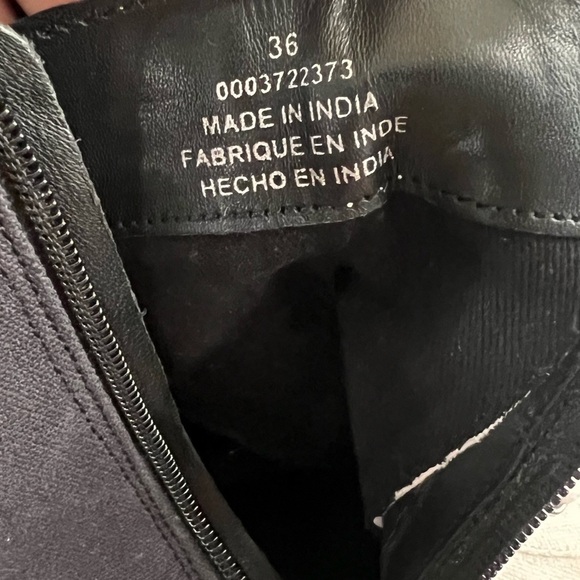 36
0003722373
MADE IN INDIA
FABRIQUE EN INDE
HECHO EN INDIA